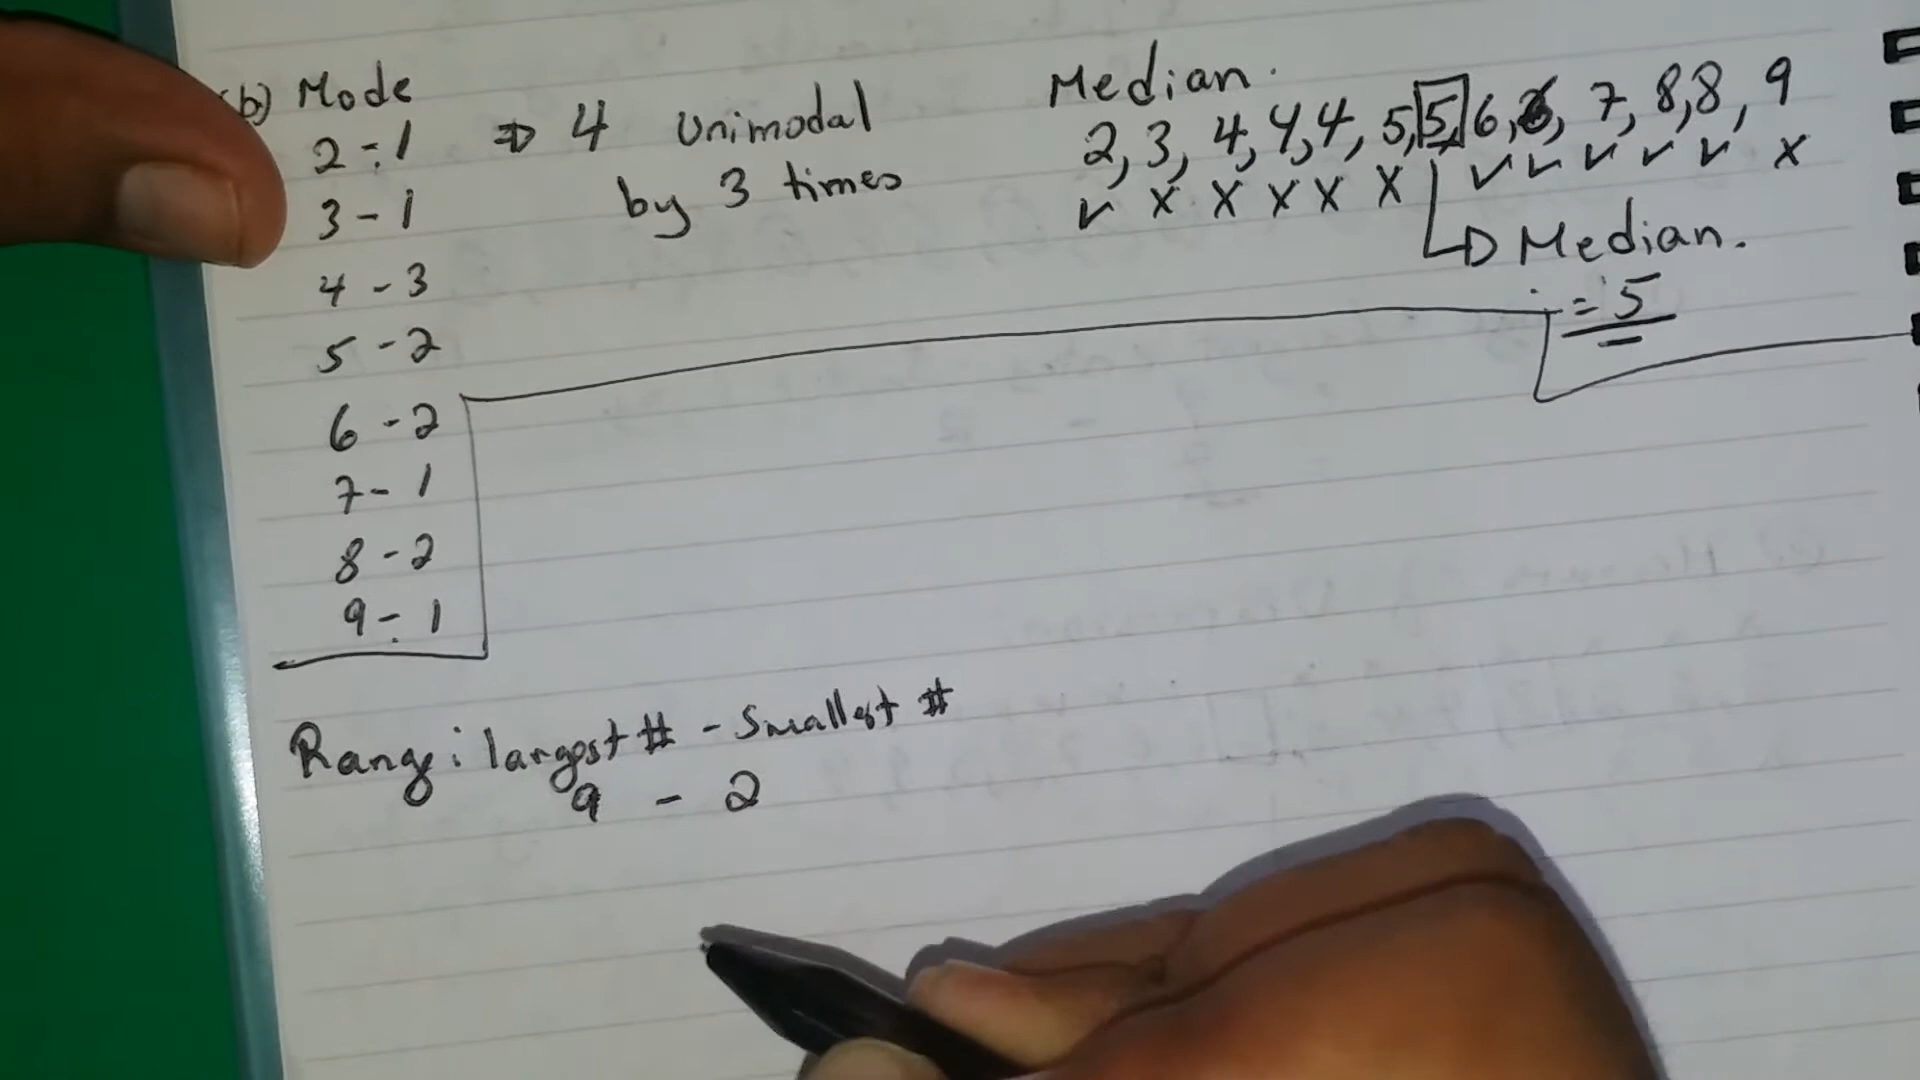 (b) Mode
2 - 1 ⇒ 4 Unimodal
by 3 times
3 - 1
4 - 3
5 - 2
6 - 2
7 - 1
8 - 2
9 - 1
Median.
2, 3, 4, 4, 4, 5, 5, 6, 6, 7, 8, 8, 9
✓ x x x x x ✓ ✓ ✓ ✓ ✓ x
Median.
= 5
Range: largest # - Smallest #
9 - 2